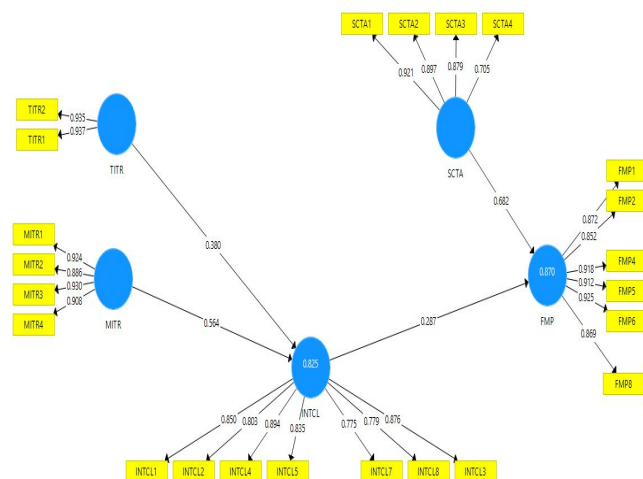 SCTA1 SCTA2 SCTA3 SCTA4
0.921 0.897 0.879 0.705
SCTA
TITR2
TITR1
0.935
0.937
TITR
0.380
0.682
MITR1
MITR2
MITR3
MITR4
0.924
0.886
0.930
0.908
MITR
0.564
FMP1
FMP2
FMP4
FMP5
FMP6
FMP8
0.872
0.852
0.918
0.912
0.925
0.869
0.870
FMP
0.287
0.825
INTCL
0.850 0.803 0.894 0.835 0.775 0.779 0.876
INTCL1 INTCL2 INTCL4 INTCL5 INTCL7 INTCL8 INTCL3